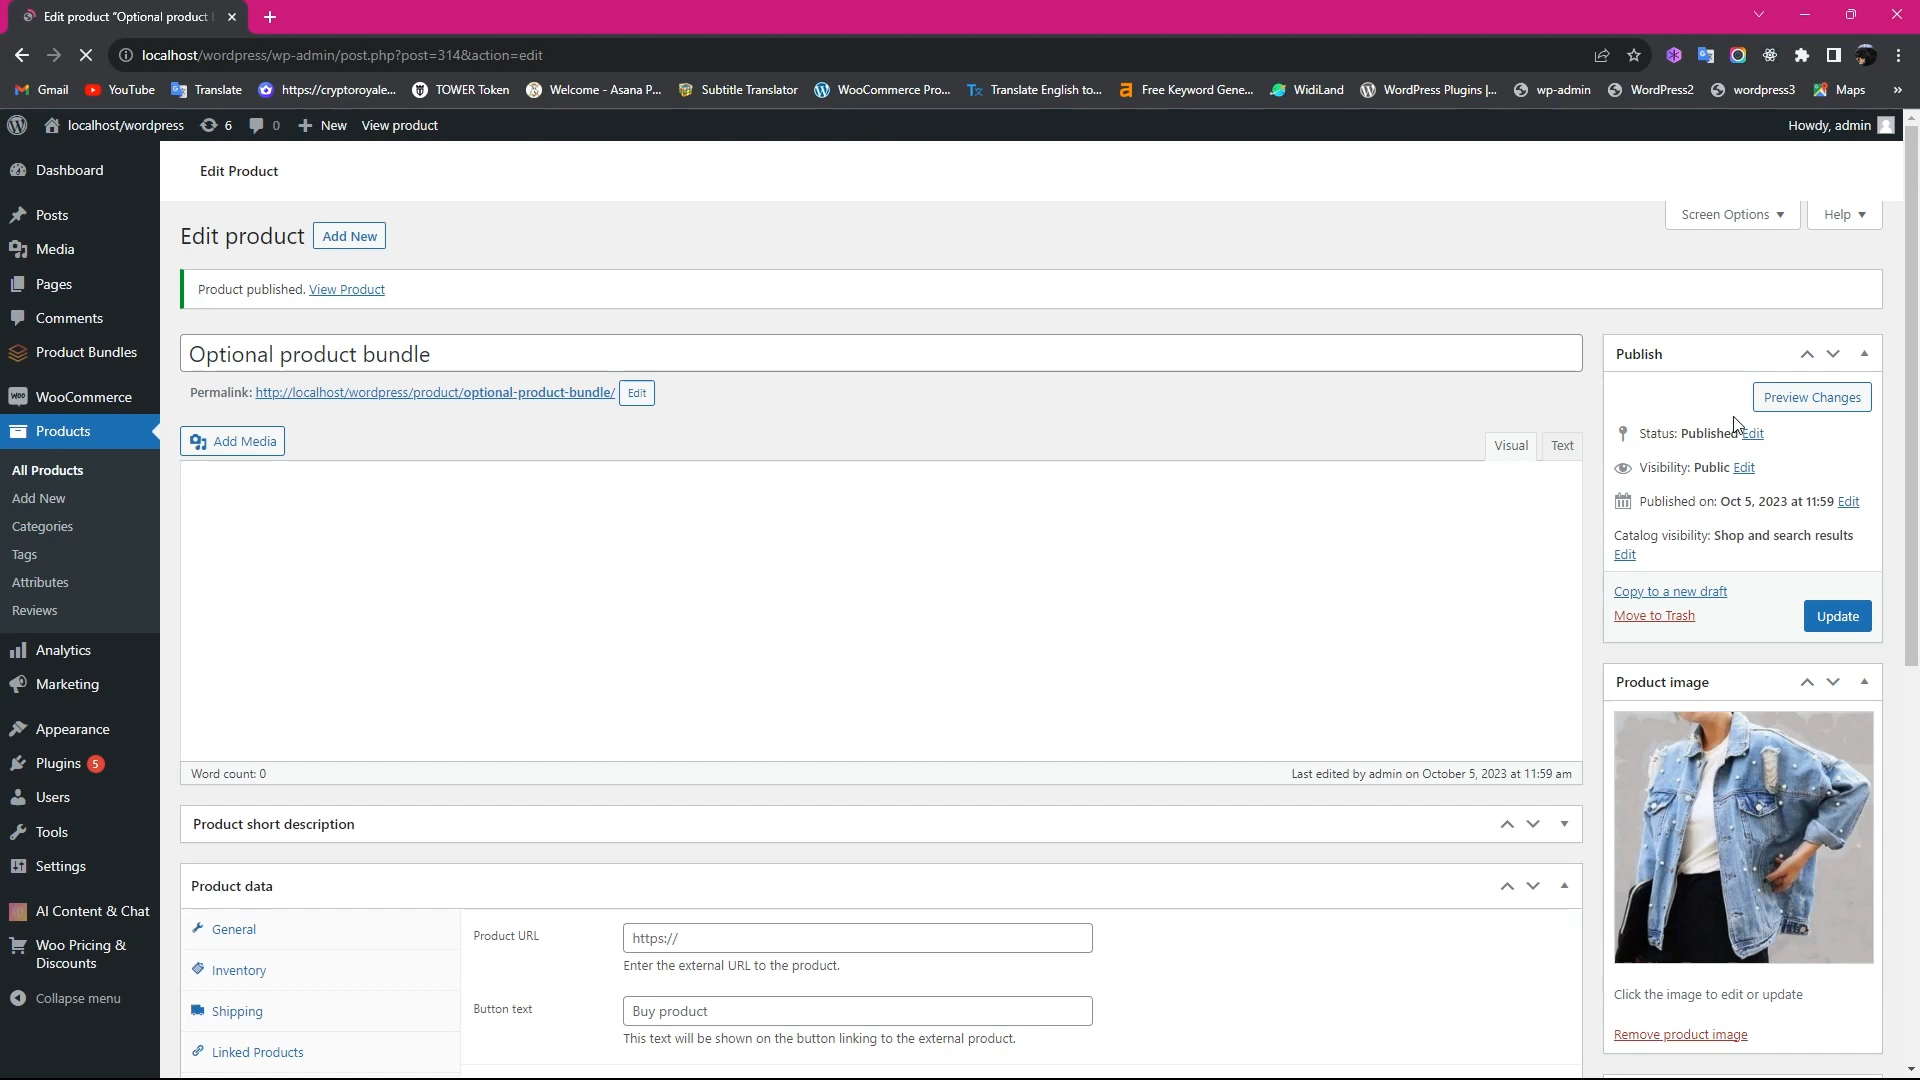 Edit product "Optional product
localhost/wordpress/wp-admin/post.php?post=314&action=edit
Gmail
YouTube
Translate
https://cryptoroyale...
TOWER Token
Welcome - Asana P...
Subtitle Translator
WooCommerce Pro...
Translate English to...
Free Keyword Gene...
WidiLand
WordPress Plugins |...
wp-admin
WordPress2
wordpress3
Maps
»
localhost/wordpress
6
0
New
View product
Howdy, admin
Dashboard
Posts
Media
Pages
Comments
Product Bundles
WooCommerce
Products
All Products
Add New
Categories
Tags
Attributes
Reviews
Analytics
Marketing
Appearance
Plugins 5
Users
Tools
Settings
AI Content & Chat
Woo Pricing &
Discounts
Collapse menu
Edit Product
Screen Options
Help
Edit product
Add New
Product published. View Product
Optional product bundle
Permalink: http://localhost/wordpress/product/optional-product-bundle/ Edit
Add Media
Visual
Text
Word count: 0
Last edited by admin on October 5, 2023 at 11:59 am
Product short description
Product data
General
Inventory
Shipping
Linked Products
Product URL
https://
Enter the external URL to the product.
Button text
Buy product
This text will be shown on the button linking to the external product.
Publish
Preview Changes
Status: Published Edit
Visibility: Public Edit
Published on: Oct 5, 2023 at 11:59 Edit
Catalog visibility: Shop and search results
Edit
Copy to a new draft
Move to Trash
Update
Product image
Click the image to edit or update
Remove product image